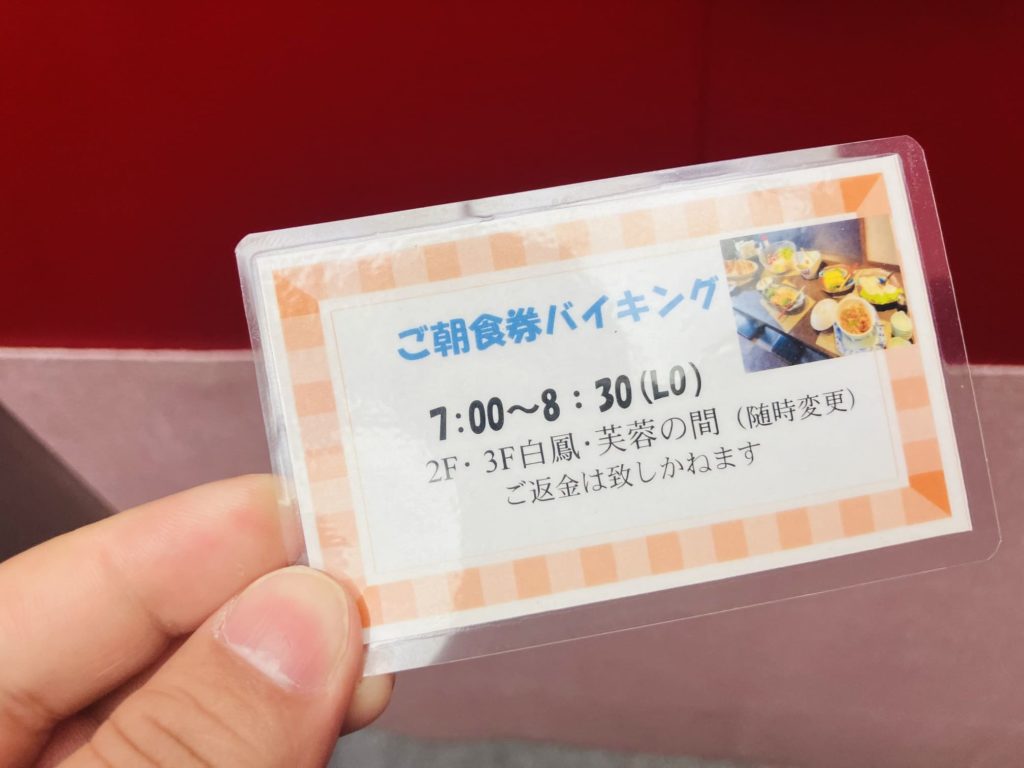 ご朝食券バイキング
7:00～8：30(LO)
2F・3F白鳳・芙蓉の間（随時変更）
ご返金は致しかねます